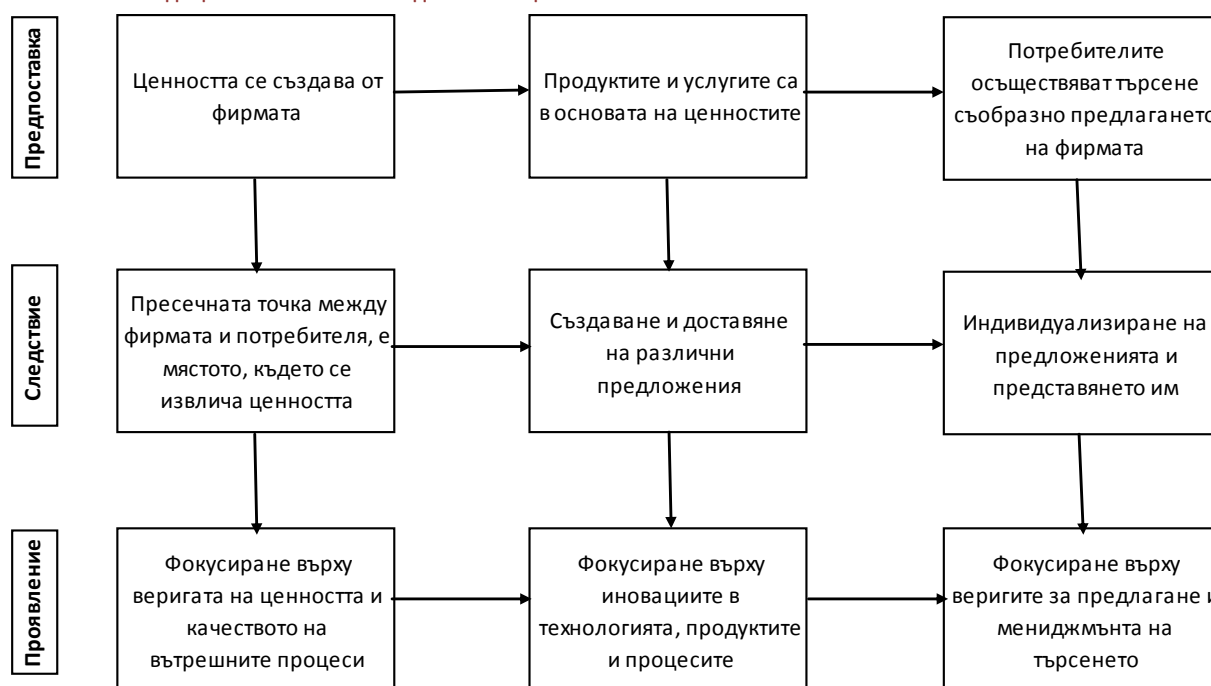 Предпоставка
Ценността се създава от
фирмата
Продуктите и услугите са
в основата на ценностите
Потребителите
осъществяват търсене
съобразно предлагането
на фирмата
Следствие
Пресечната точка между
фирмата и потребителя, е
мястото, където се
извлича ценността
Създаване и доставяне
на различни
предложения
Индивидуализиране на
предложенията и
представянето им
Проявление
Фокусиране върху
веригата на ценността и
качеството на
вътрешните процеси
Фокусиране върху
иновациите в
технологията, продуктите
и процесите
Фокусиране върху
веригите за предлагане и
мениджмънта на
търсенето